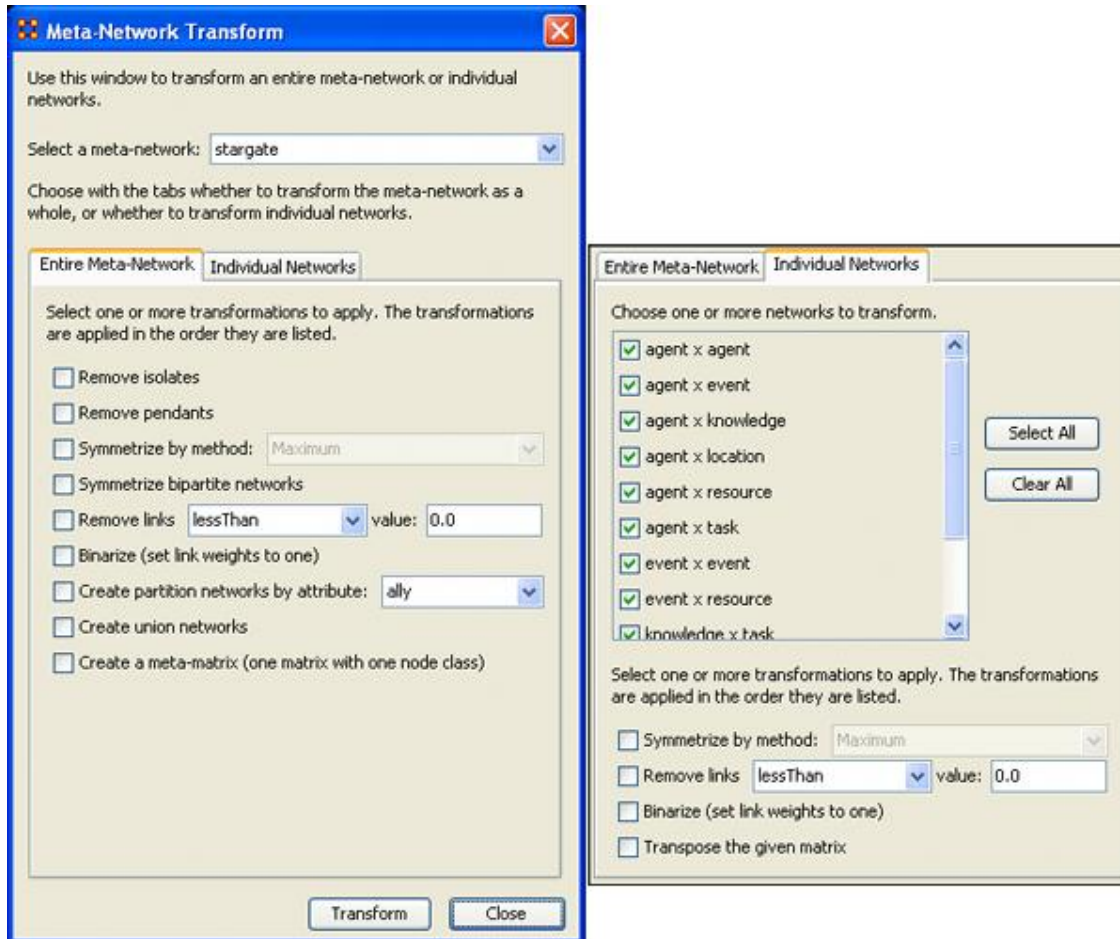 Meta-Network Transform
Use this window to transform an entire meta-network or individual
networks.
Select a meta-network: stargate
Choose with the tabs whether to transform the meta-network as a
whole, or whether to transform individual networks.
Entire Meta-Network Individual Networks
Select one or more transformations to apply. The transformations
are applied in the order they are listed.
Remove isolates
Remove pendants
Symmetrize by method: Maximum
Symmetrize bipartite networks
Remove links lessThan value: 0.0
Binarize (set link weights to one)
Create partition networks by attribute: ally
Create union networks
Create a meta-matrix (one matrix with one node class)
Transform Close
Entire Meta-Network Individual Networks
Choose one or more networks to transform.
agent x agent
agent x event
agent x knowledge
agent x location
agent x resource
agent x task
event x event
event x resource
knowledge x task
Select All
Clear All
Select one or more transformations to apply. The transformations
are applied in the order they are listed.
Symmetrize by method: Maximum
Remove links lessThan value: 0.0
Binarize (set link weights to one)
Transpose the given matrix